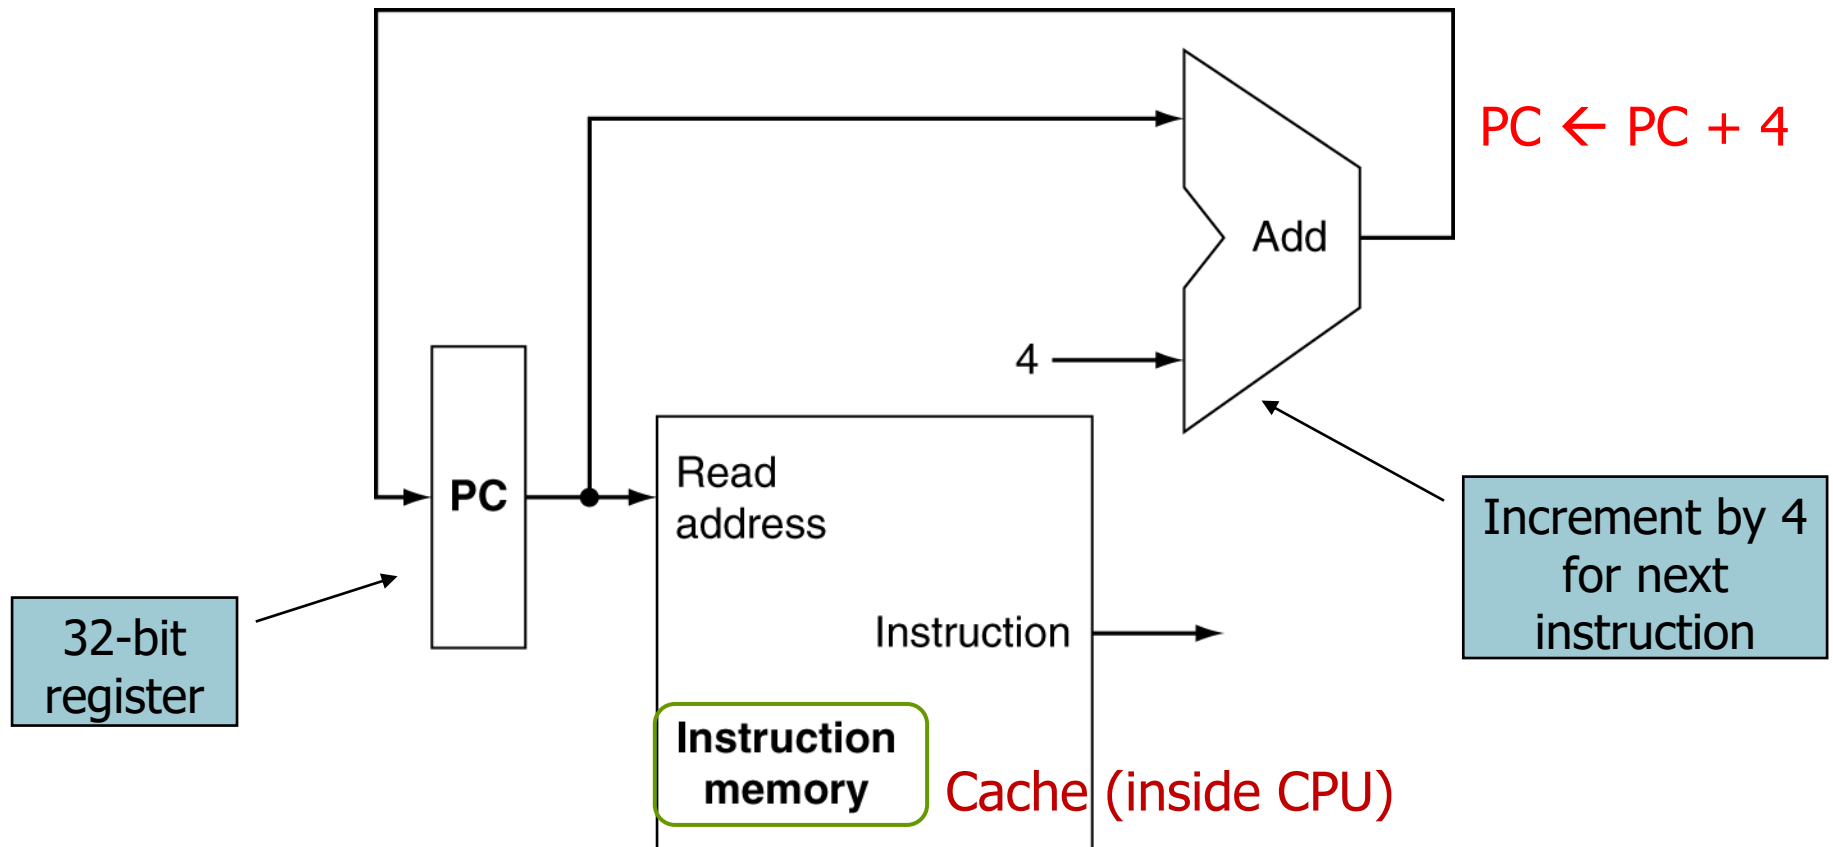 PC ← PC + 4
Add
4
Read
address
PC
Increment by 4
for next
instruction
32-bit
register
Instruction
Instruction
memory
Cache (inside CPU)